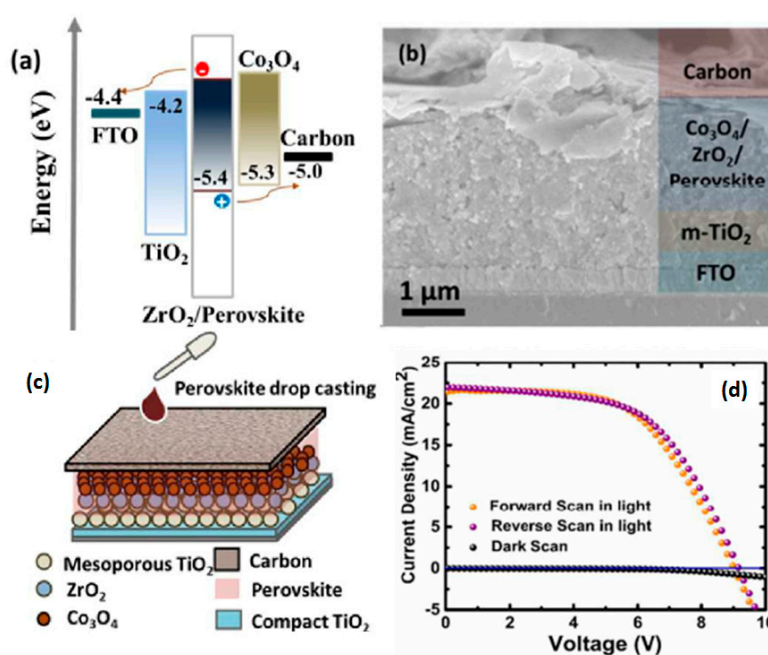 (a)
Energy (eV)
-4.4
FTO
-4.2
TiO2
-5.4
ZrO2/Perovskite
Co3O4
-5.3
Carbon
-5.0
(b)
Carbon
Co3O4/
ZrO2/
Perovskite
m-TiO2
FTO
1 µm
(c)
Perovskite drop casting
Mesoporous TiO2
ZrO2
Co3O4
Carbon
Perovskite
Compact TiO2
(d)
Current Density (mA/cm2)
25
20
15
10
5
0
-5
Forward Scan in light
Reverse Scan in light
Dark Scan
0 2 4 6 8 10
Voltage (V)